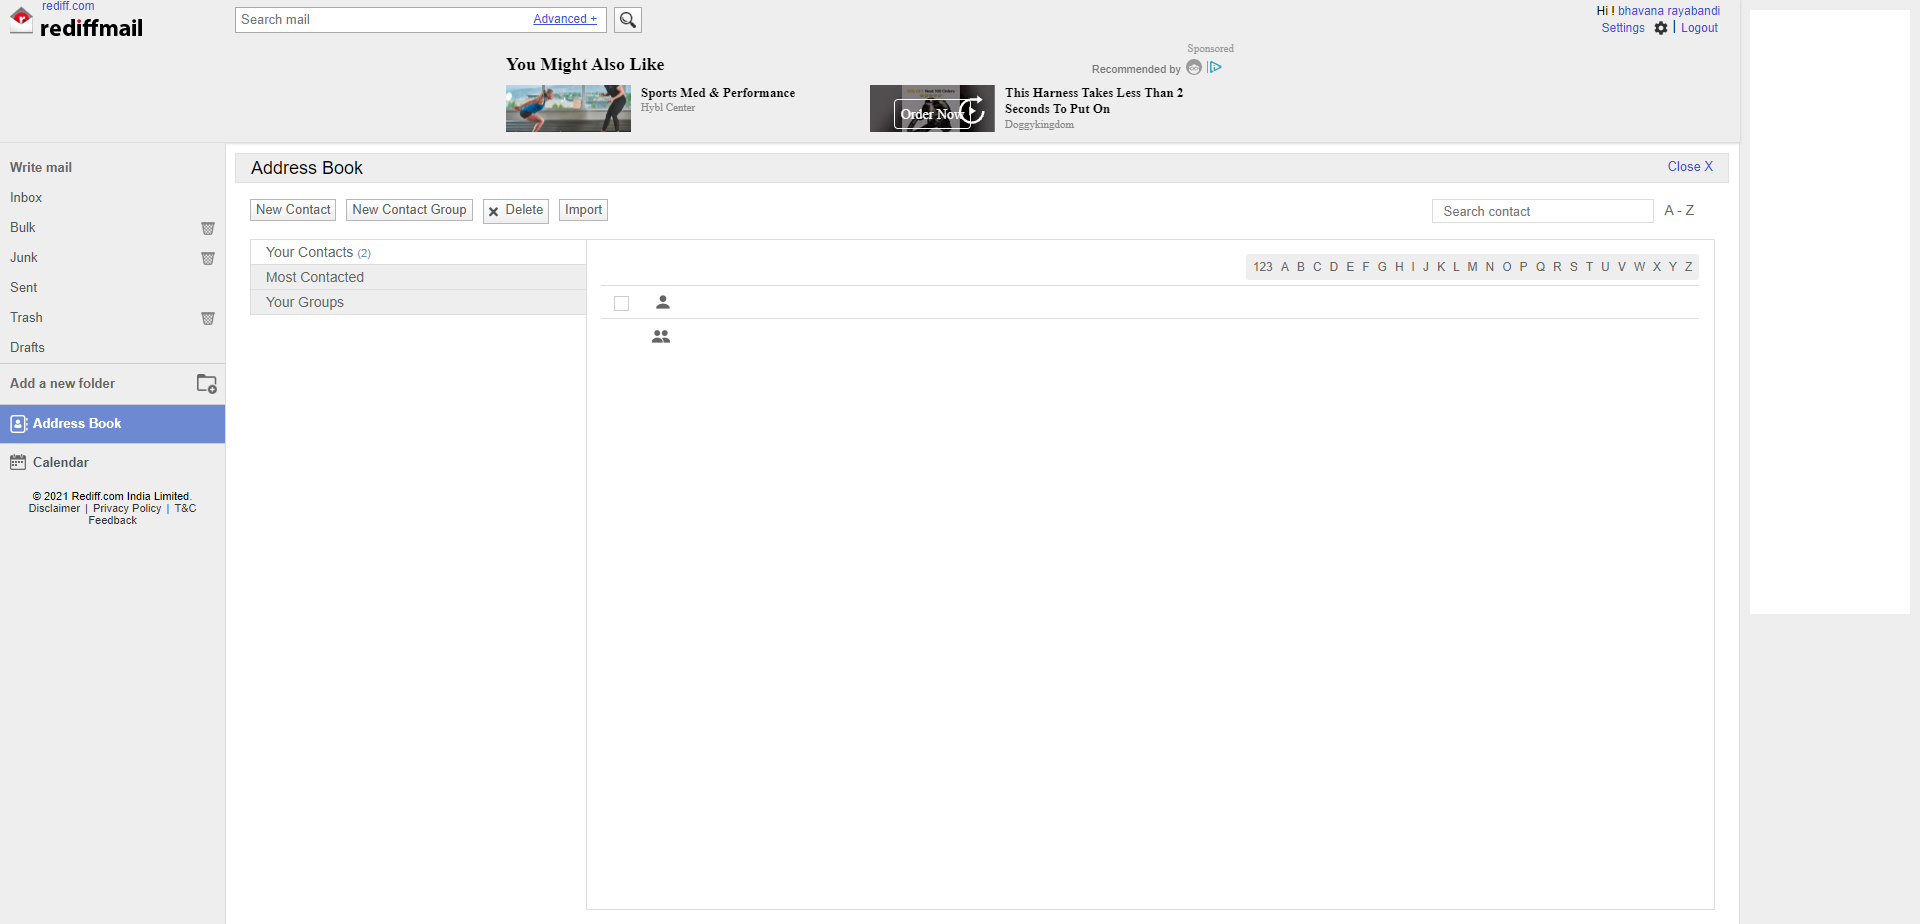 rediff.com
rediffmail
Search mail
Advanced +
Hi ! bhavana rayabandi
Settings | Logout
Sponsored
You Might Also Like
Recommended by
Sports Med & Performance
Hybl Center
Order Now
This Harness Takes Less Than 2
Seconds To Put On
Doggykingdom
Write mail
Inbox
Bulk
Junk
Sent
Trash
Drafts
Add a new folder
Address Book
Calendar
© 2021 Rediff.com India Limited.
Disclaimer | Privacy Policy | T&C
Feedback
Address Book
Close X
New Contact
New Contact Group
Delete
Import
Search contact
A - Z
Your Contacts (2)
Most Contacted
Your Groups
123 A B C D E F G H I J K L M N O P Q R S T U V W X Y Z